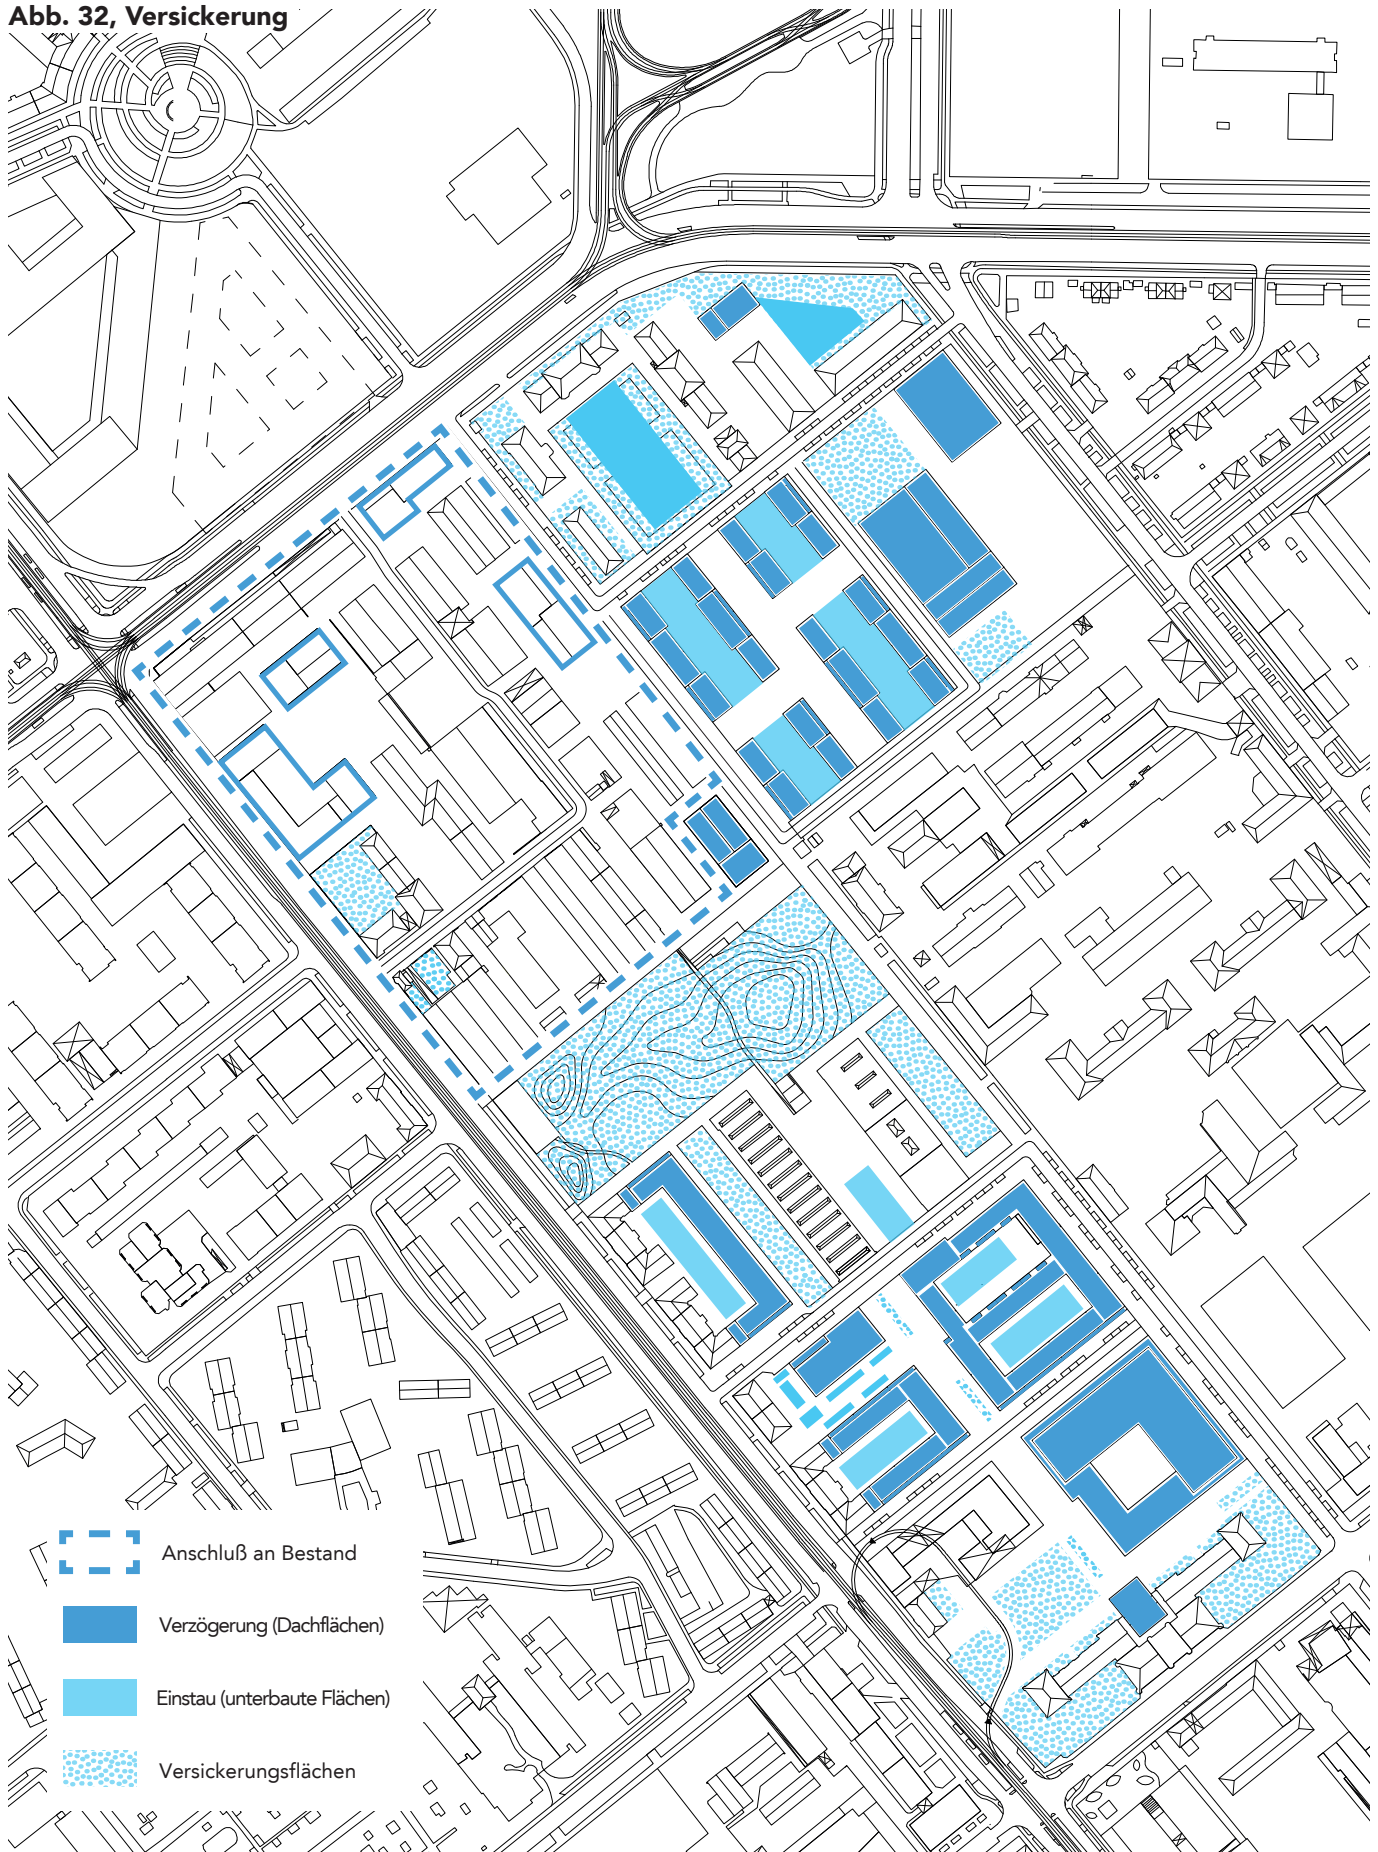 Abb. 32, Versickerung
Anschluß an Bestand
Verzögerung (Dachflächen)
Einstau (unterbaute Flächen)
Versickerungsflächen